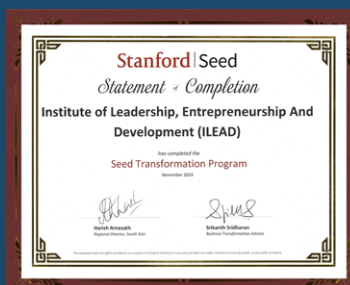 Stanford | Seed
Statement of Completion
Institute of Leadership, Entrepreneurship And
Development (ILEAD)
has completed the
Seed Transformation Program
November 2024
Harish Arnezath
Regional Director, South Asia
Srikanth Sridharan
Business Transformation Advisor